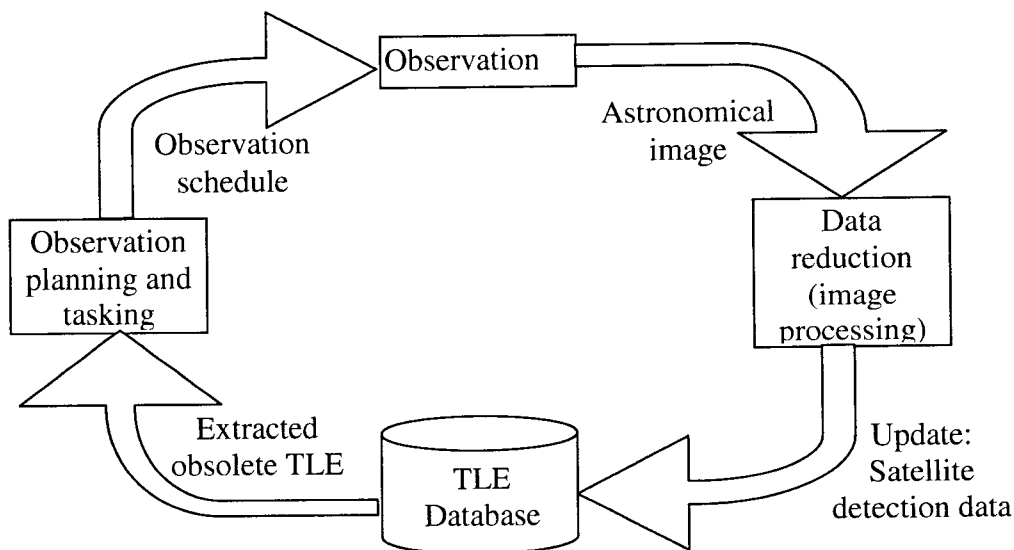 Observation
Astronomical
image
Observation
schedule
Observation
planning and
tasking
Data
reduction
(image
processing)
Extracted
obsolete TLE
TLE
Database
Update:
Satellite
detection data